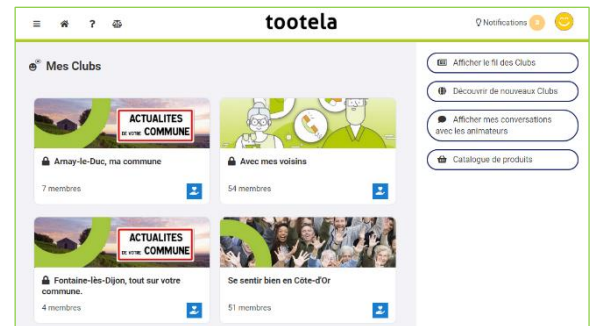 tootela
Notifications
Mes Clubs
ACTUALITES
DE VOTRE COMMUNE
Arnay-le-Duc, ma commune
7 membres
Avec mes voisins
54 membres
ACTUALITES
DE VOTRE COMMUNE
Fontaine-lès-Dijon, tout sur votre
commune.
4 membres
Se sentir bien en Côte-d'Or
51 membres
Afficher le fil des Clubs
Découvrir de nouveaux Clubs
Afficher mes conversations
avec les animateurs
Catalogue de produits